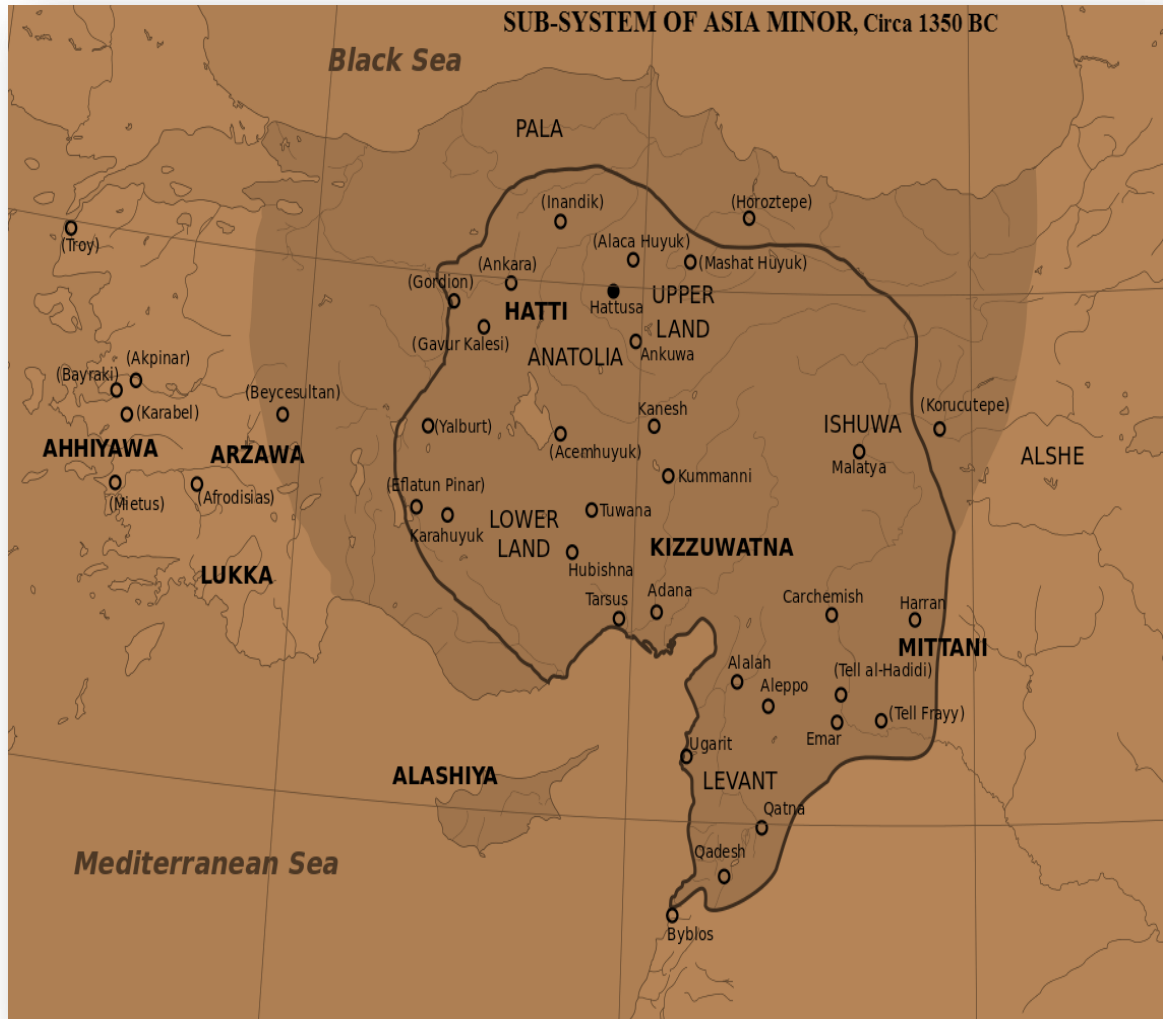 SUB-SYSTEM OF ASIA MINOR, Circa 1350 BC
Black Sea
PALA
(Inandik)
(Horoztepe)
(Troy)
(Alaca Huyuk)
(Ankara)
(Mashat Huyuk)
(Gordion)
HATTI
Hattusa
UPPER
LAND
(Gavur Kalesi)
ANATOLIA
Ankuwa
(Akpinar)
(Bayraki)
(Karabel)
(Beycesultan)
Kanesh
(Korucutepe)
(Yalburt)
ISHUWA
AHHIYAWA
ARZAWA
(Acemhuyuk)
ALSHE
Malatya
Kummanni
(Eflatun Pinar)
(Mietus)
(Afrodisias)
Tuwana
LOWER
LAND
Karahuyuk
KIZZUWATNA
Hubishna
LUKKA
Tarsus
Adana
Carchemish
Harran
MITTANI
Alalah
(Tell al-Hadidi)
Aleppo
(Tell Frayy)
Emar
Ugarit
ALASHIYA
LEVANT
Qatna
Mediterranean Sea
Qadesh
Byblos